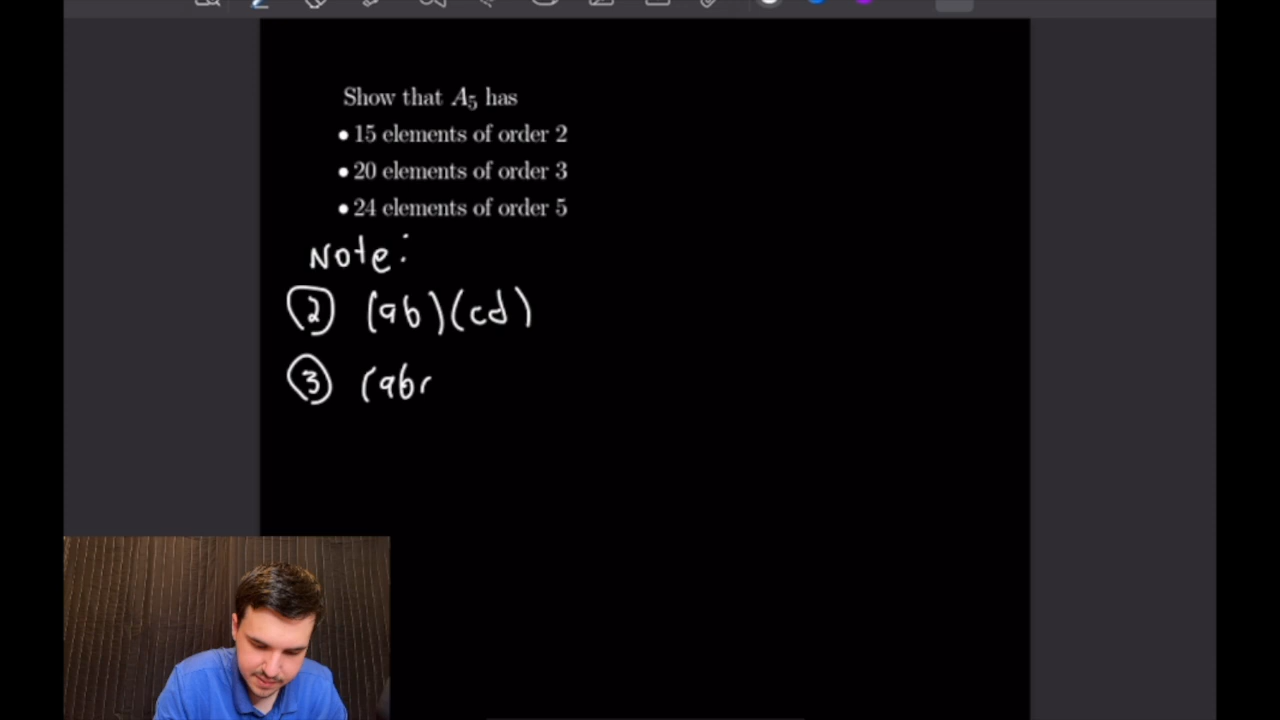 Show that A₅ has
• 15 elements of order 2
• 20 elements of order 3
• 24 elements of order 5
Note:
② (ab)(cd)
③ (abc